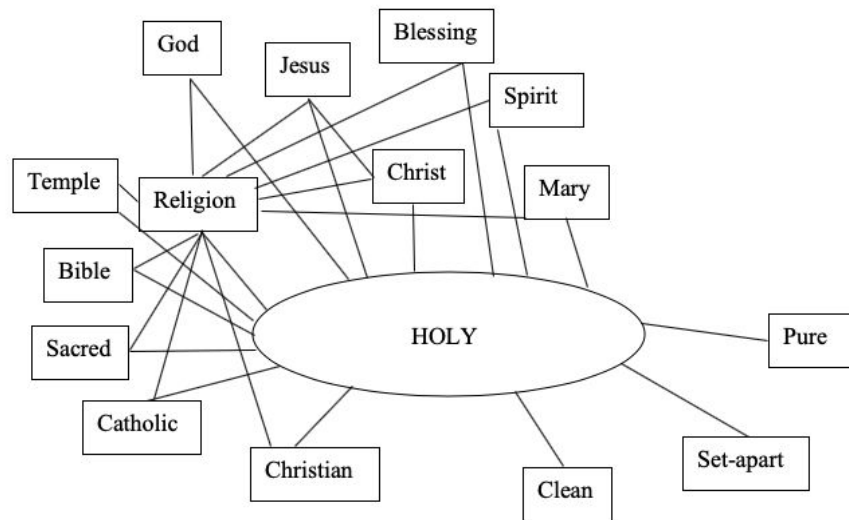 Blessing
God
Jesus
Spirit
Temple
Religion
Christ
Mary
Bible
HOLY
Pure
Sacred
Catholic
Christian
Set-apart
Clean